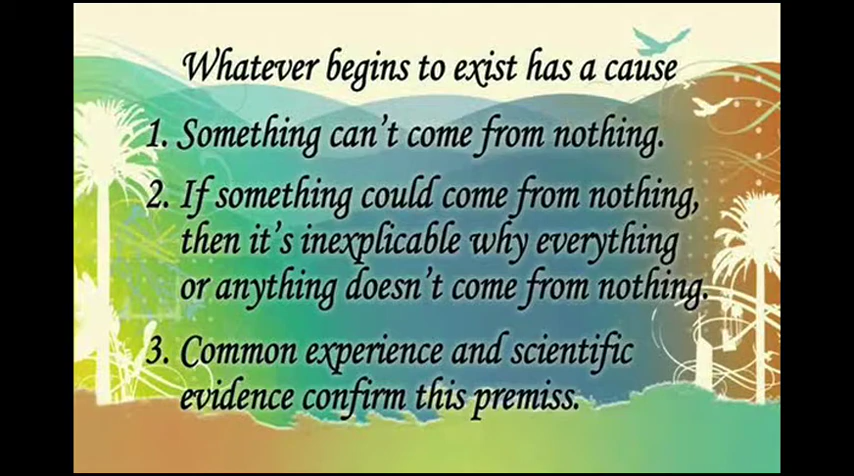 Whatever begins to exist has a cause
1. Something can't come from nothing.
2. If something could come from nothing,
then it's inexplicable why everything
or anything doesn't come from nothing.
3. Common experience and scientific
evidence confirm this premiss.